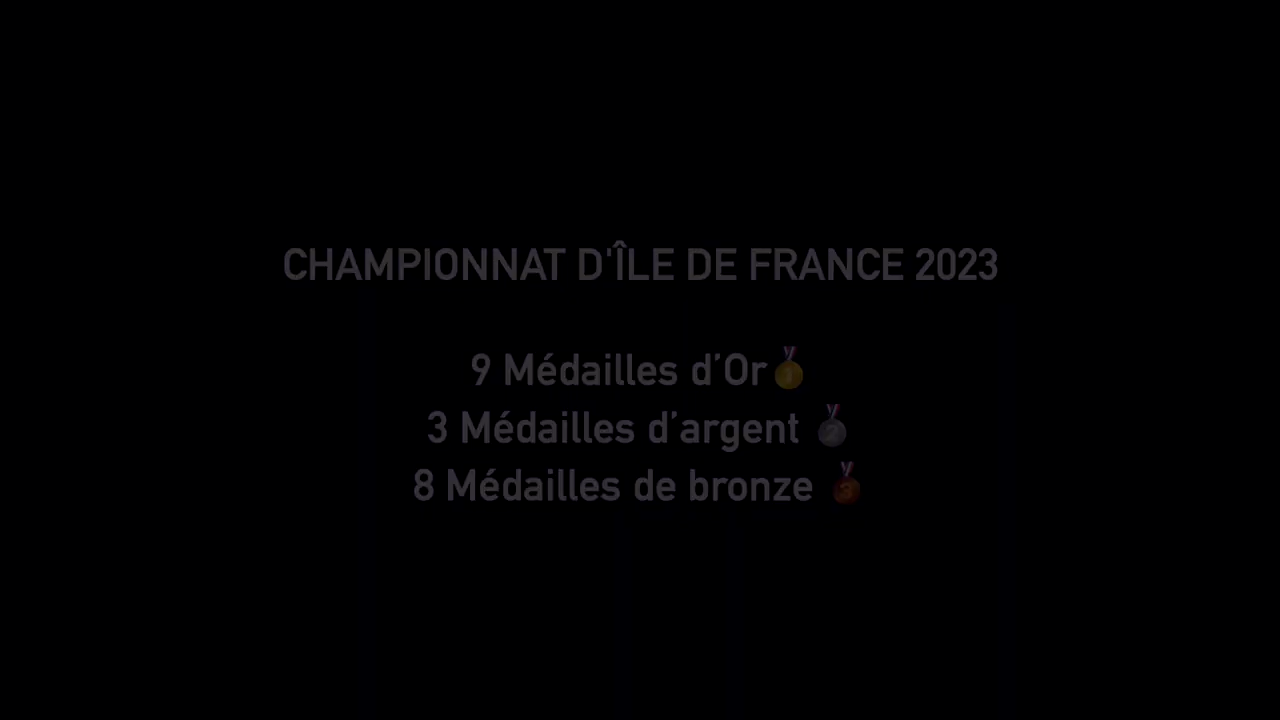 CHAMPIONNAT D'ÎLE DE FRANCE 2023
9 Médailles d’Or🥇
3 Médailles d’argent 🥈
8 Médailles de bronze 🥉